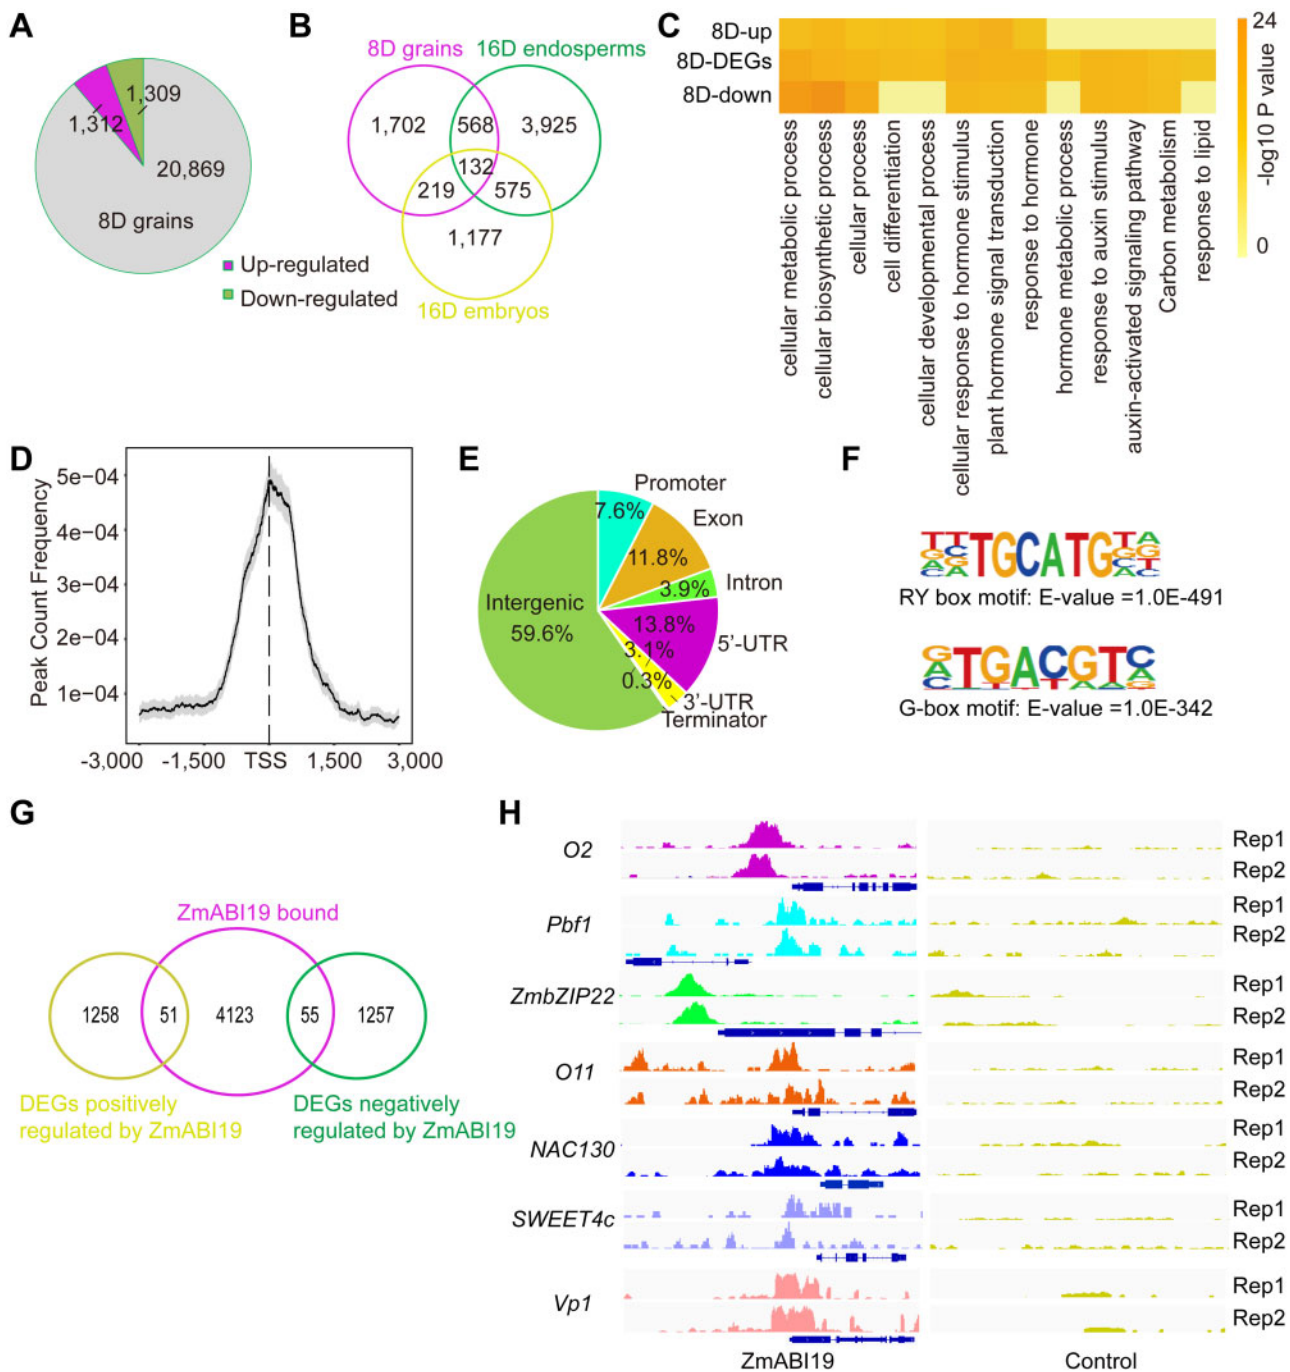 A
1,309
1,312
20,869
8D grains
Up-regulated
Down-regulated
B
8D grains
16D endosperms
1,702
568
3,925
132
219
575
1,177
16D embryos
C
8D-up
8D-DEGs
8D-down
cellular metabolic process
cellular biosynthetic process
cellular process
cell differentiation
cellular developmental process
cellular response to hormone stimulus
plant hormone signal transduction
response to hormone
hormone metabolic process
response to auxin stimulus
auxin-activated signaling pathway
Carbon metabolism
response to lipid
24
-log10 P value
0
D
Peak Count Frequency
5e−04
4e−04
3e−04
2e−04
1e−04
-3,000
-1,500
TSS
1,500
3,000
E
Promoter
7.6%
Exon
11.8%
Intron
3.9%
Intergenic
59.6%
13.8%
5’-UTR
3.1%
0.3%
3’-UTR
Terminator
F
TGCATG
RY box motif: E-value =1.0E-491
TGACGT
G-box motif: E-value =1.0E-342
G
ZmABI19 bound
1258
51
4123
55
1257
DEGs positively
regulated by ZmABI19
DEGs negatively
regulated by ZmABI19
H
O2
Rep1
Rep2
Pbf1
Rep1
Rep2
ZmbZIP22
Rep1
Rep2
O11
Rep1
Rep2
NAC130
Rep1
Rep2
SWEET4c
Rep1
Rep2
Vp1
Rep1
Rep2
ZmABI19
Control